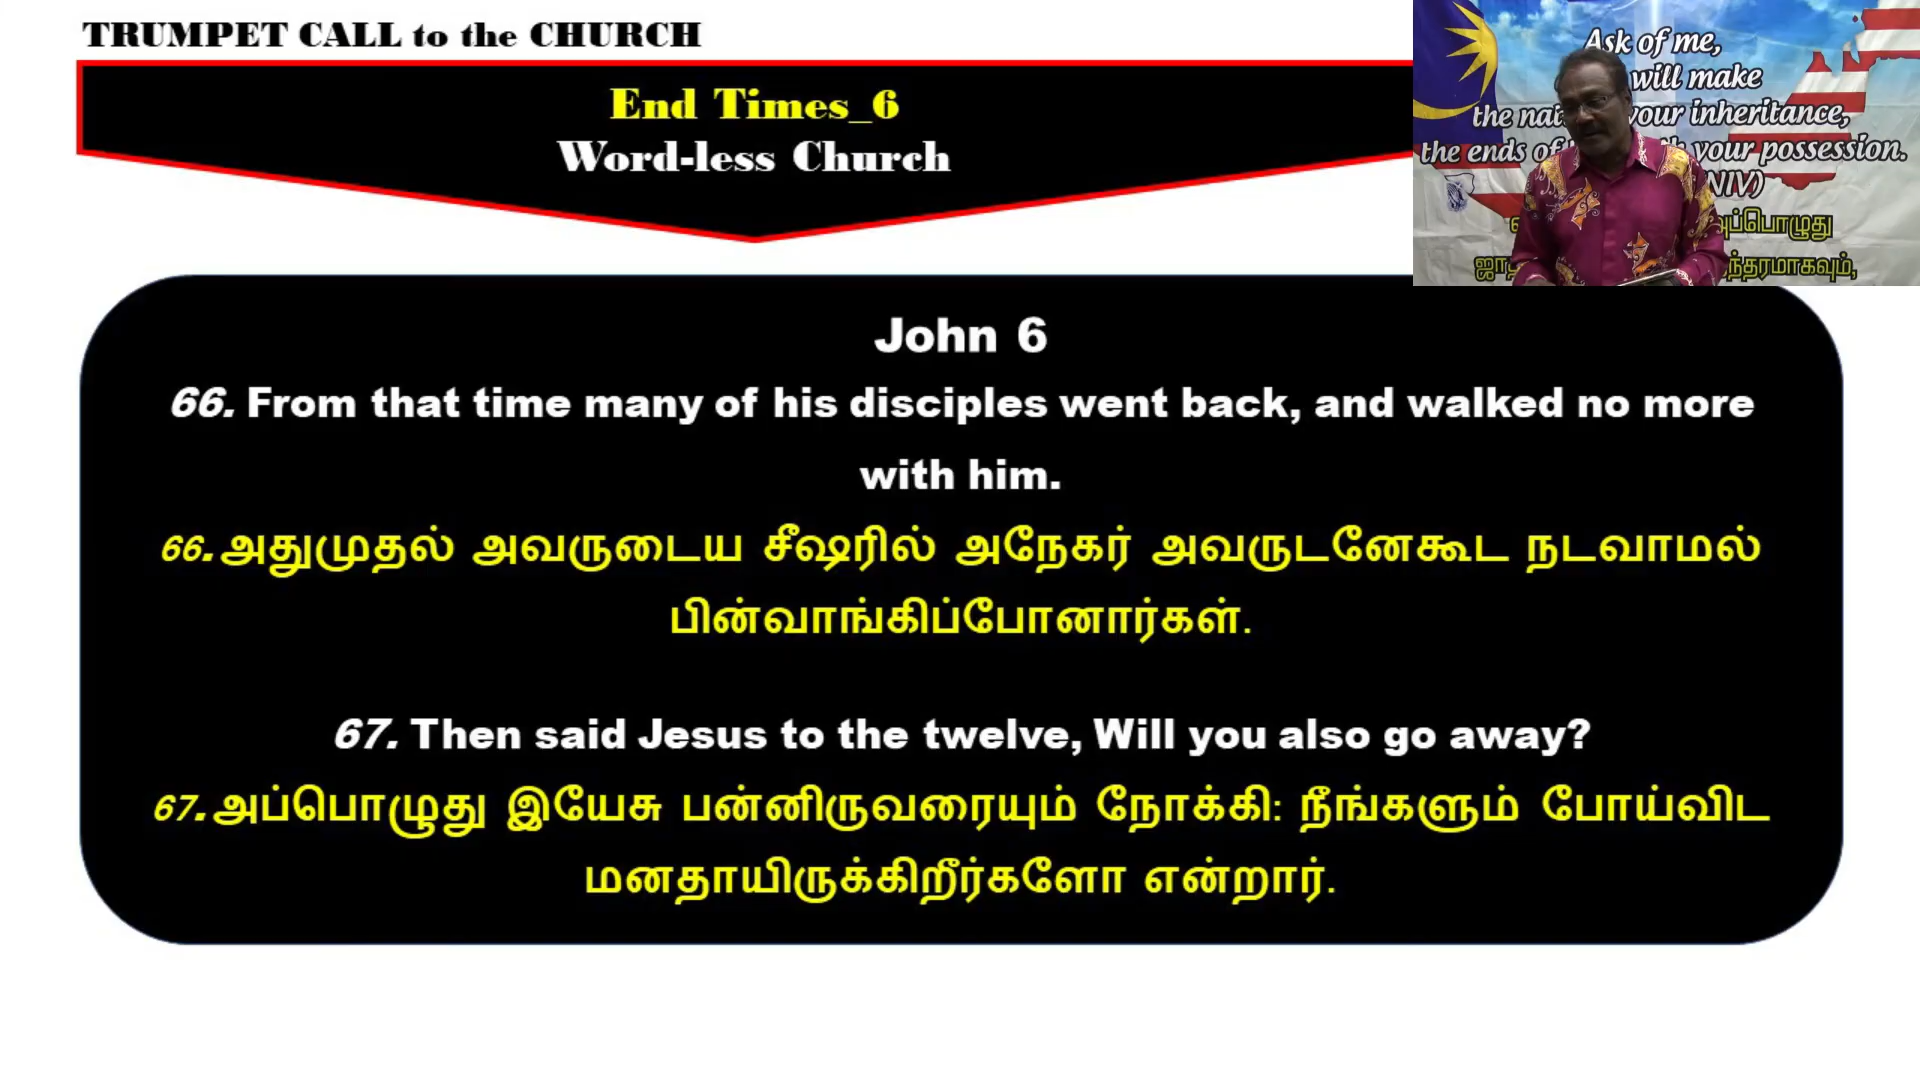 TRUMPET CALL to the CHURCH
End Times_6
Word-less Church
Ask of me,
will make
the your inheritance,
the ends of your possession.
NIV)
அப்பொழுது
John 6
66. From that time many of his disciples went back, and walked no more
with him.
66. அதுமுதல் அவருடைய சீஷரில் அநேகர் அவருடனேகூட நடவாமல்
பின்வாங்கிப்போனார்கள்.
67. Then said Jesus to the twelve, Will you also go away?
67. அப்பொழுது இயேசு பன்னிருவரையும் நோக்கி: நீங்களும் போய்விட
மனதாயிருக்கிறீர்களோ என்றார்.